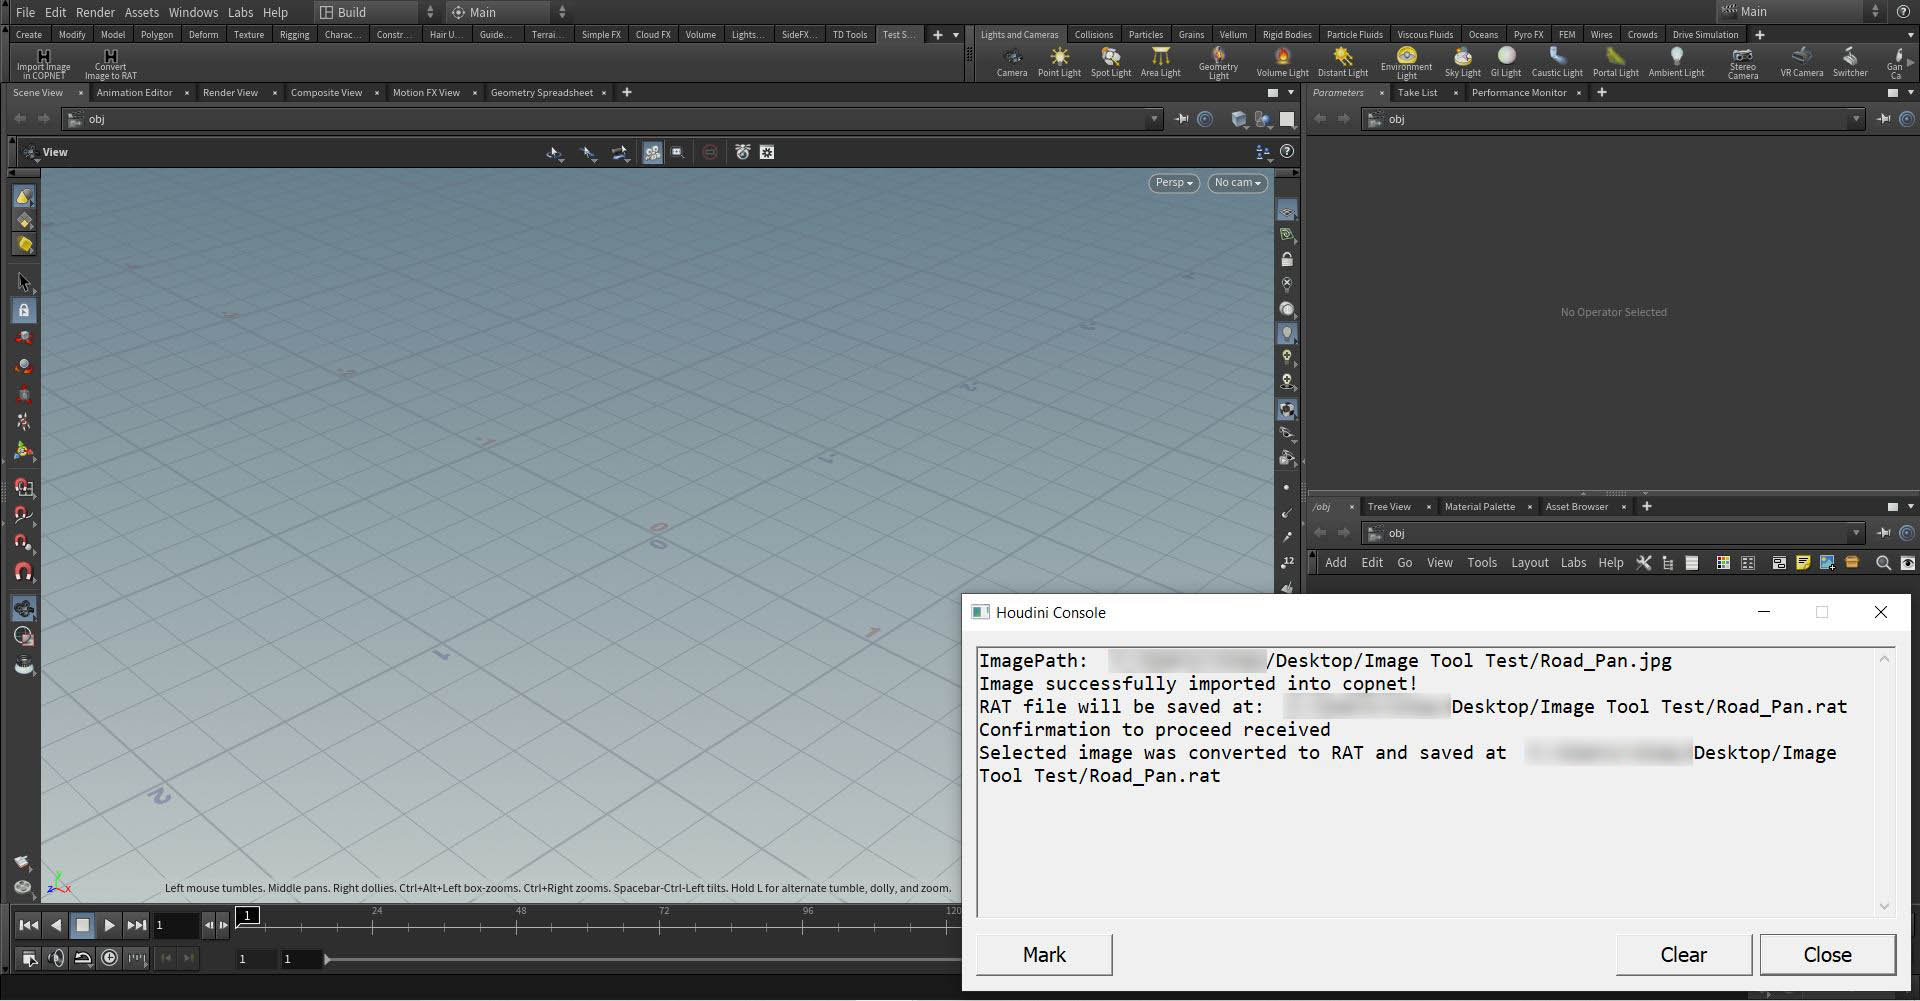 File Edit Render Assets Windows Labs Help Build Main Main
Create Modify Model Polygon Deform Texture Rigging Charac... Constr... Hair U... Guide... Terrai... Simple FX Cloud FX Volume Lights... SideFX... TD Tools Test S...
Lights and Cameras Collisions Particles Grains Vellum Rigid Bodies Particle Fluids Viscous Fluids Oceans Pyro FX FEM Wires Crowds Drive Simulation
Import Image
in COPNET
Convert
Image to RAT
Camera Point Light Spot Light Area Light Geometry
Light Volume Light Distant Light Environment
Light Sky Light GI Light Caustic Light Portal Light Ambient Light Stereo
Camera VR Camera Switcher Gan
Ca
Scene View Animation Editor Render View Composite View Motion FX View Geometry Spreadsheet
Parameters Take List Performance Monitor
obj
obj
View
Persp No cam
No Operator Selected
/obj Tree View Material Palette Asset Browser
obj
Add Edit Go View Tools Layout Labs Help
12
-1
0
0
1
1
2
Houdini Console
ImagePath: /Desktop/Image Tool Test/Road_Pan.jpg
Image successfully imported into copnet!
RAT file will be saved at: Desktop/Image Tool Test/Road_Pan.rat
Confirmation to proceed received
Selected image was converted to RAT and saved at Desktop/Image
Tool Test/Road_Pan.rat
Mark Clear Close
z y x
Left mouse tumbles. Middle pans. Right dollies. Ctrl+Alt+Left box-zooms. Ctrl+Right zooms. Spacebar-Ctrl-Left tilts. Hold L for alternate tumble, dolly, and zoom.
1 1 24 48 72 96 120
1 1